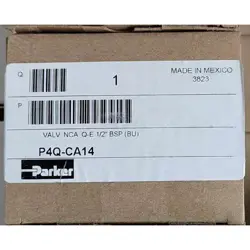 Q
1
MADE IN MEXICO
3823
P
VALV NCA Q-E 1/2" BSP (BU)
P4Q-CA14
Parker